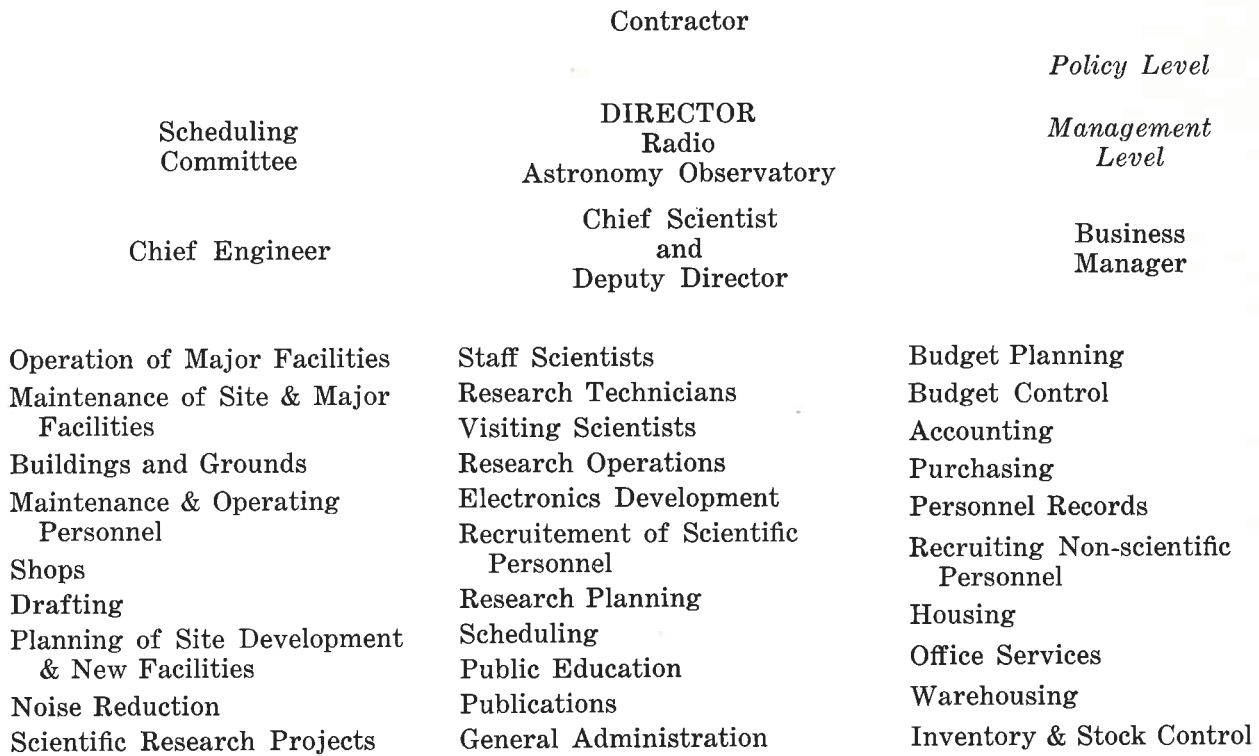 Contractor
Policy Level
Scheduling
Committee
DIRECTOR
Radio
Astronomy Observatory
Management
Level
Chief Engineer
Chief Scientist
and
Deputy Director
Business
Manager
Operation of Major Facilities
Maintenance of Site & Major
Facilities
Buildings and Grounds
Maintenance & Operating
Personnel
Shops
Drafting
Planning of Site Development
& New Facilities
Noise Reduction
Scientific Research Projects
Staff Scientists
Research Technicians
Visiting Scientists
Research Operations
Electronics Development
Recruitement of Scientific
Personnel
Research Planning
Scheduling
Public Education
Publications
General Administration
Budget Planning
Budget Control
Accounting
Purchasing
Personnel Records
Recruiting Non-scientific
Personnel
Housing
Office Services
Warehousing
Inventory & Stock Control